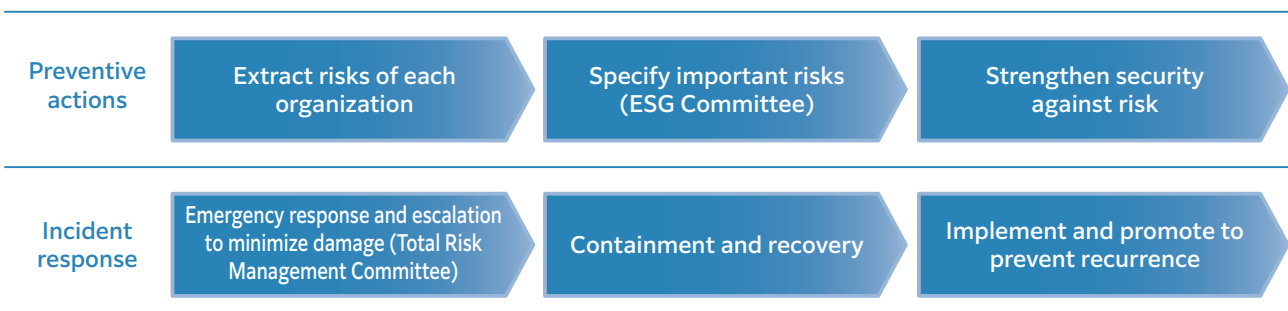 Preventive
actions
Extract risks of each
organization
Specify important risks
(ESG Committee)
Strengthen security
against risk
Incident
response
Emergency response and escalation
to minimize damage (Total Risk
Management Committee)
Containment and recovery
Implement and promote to
prevent recurrence